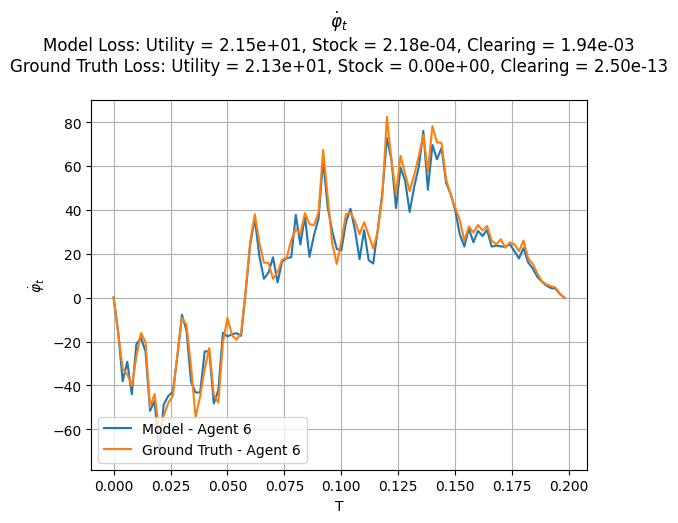 φ̇ₜ
Model Loss: Utility = 2.15e+01, Stock = 2.18e-04, Clearing = 1.94e-03
Ground Truth Loss: Utility = 2.13e+01, Stock = 0.00e+00, Clearing = 2.50e-13
80
60
40
20
0
−20
−40
−60
φ̇ₜ
Model - Agent 6
Ground Truth - Agent 6
0.000 0.025 0.050 0.075 0.100 0.125 0.150 0.175 0.200
T